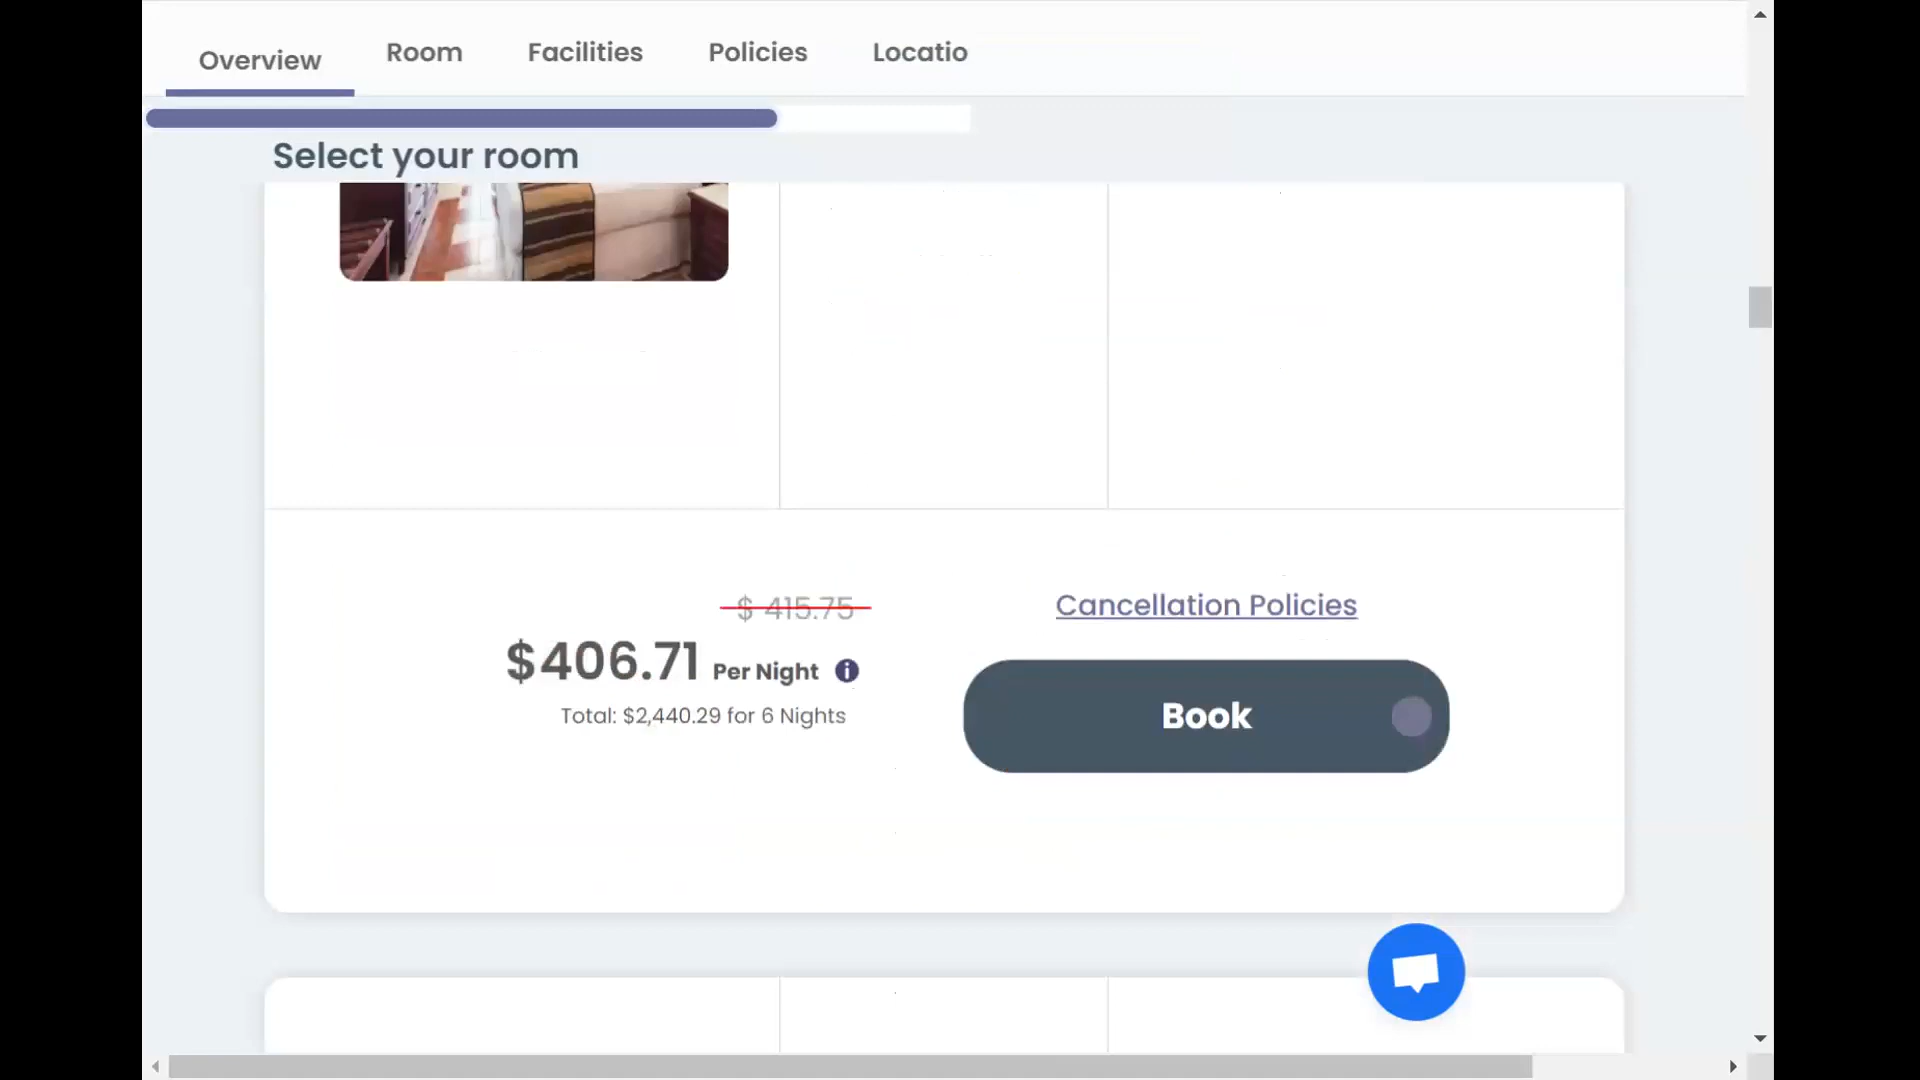 Overview Room Facilities Policies Locatio
Select your room
$ 415.75
$406.71 Per Night i
Total: $2,440.29 for 6 Nights
Cancellation Policies
Book